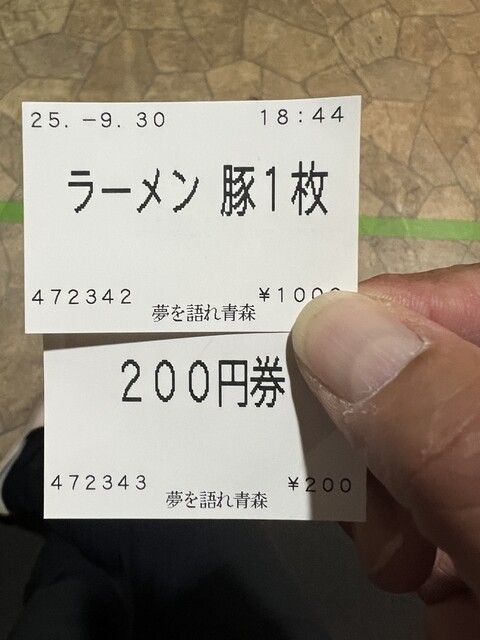 25.-9.30 18:44
ラーメン 豚1枚
472342 ¥1000
夢を語れ青森
200円券
472343 ¥200
夢を語れ青森